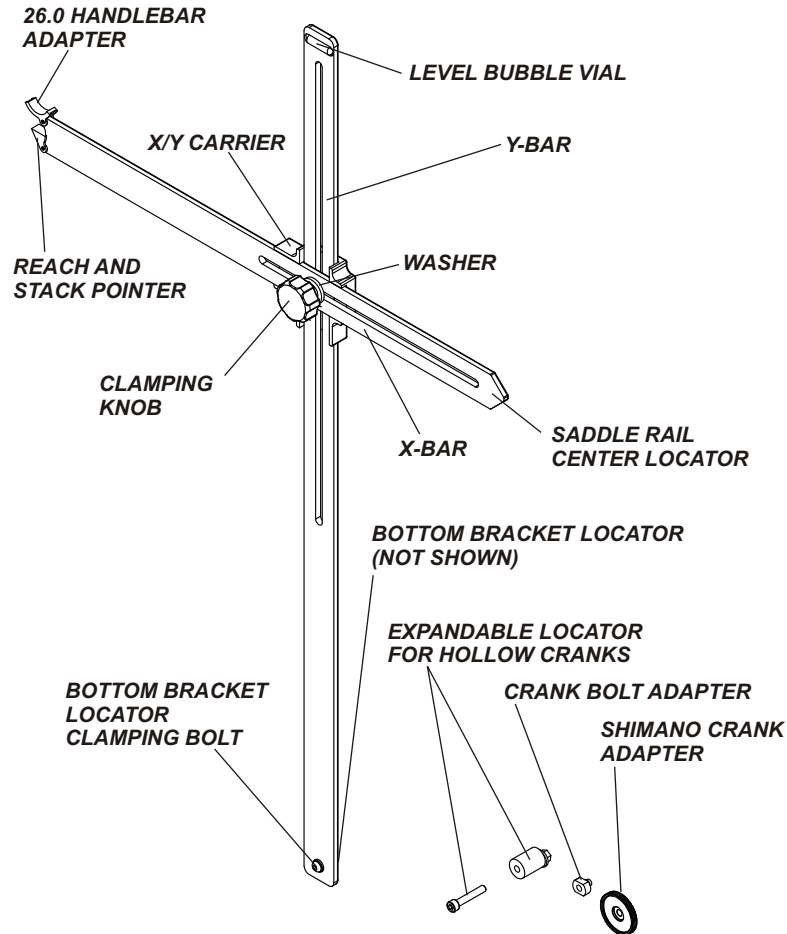 26.0 HANDLEBAR
ADAPTER
LEVEL BUBBLE VIAL
X/Y CARRIER
Y-BAR
REACH AND
STACK POINTER
WASHER
CLAMPING
KNOB
X-BAR
SADDLE RAIL
CENTER LOCATOR
BOTTOM BRACKET LOCATOR
(NOT SHOWN)
EXPANDABLE LOCATOR
FOR HOLLOW CRANKS
BOTTOM BRACKET
LOCATOR
CLAMPING BOLT
CRANK BOLT ADAPTER
SHIMANO CRANK
ADAPTER